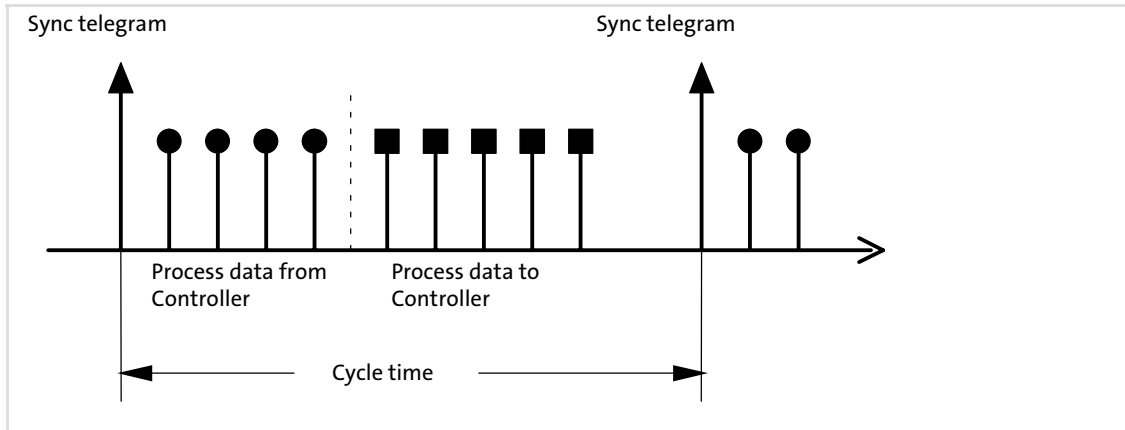 Sync telegram
Sync telegram
Process data from
Controller
Process data to
Controller
Cycle time